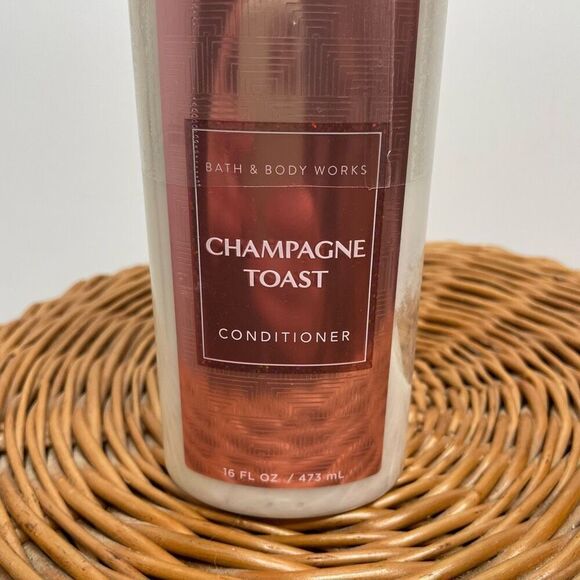 BATH & BODY WORKS
CHAMPAGNE
TOAST
CONDITIONER
16 FL OZ / 473 mL